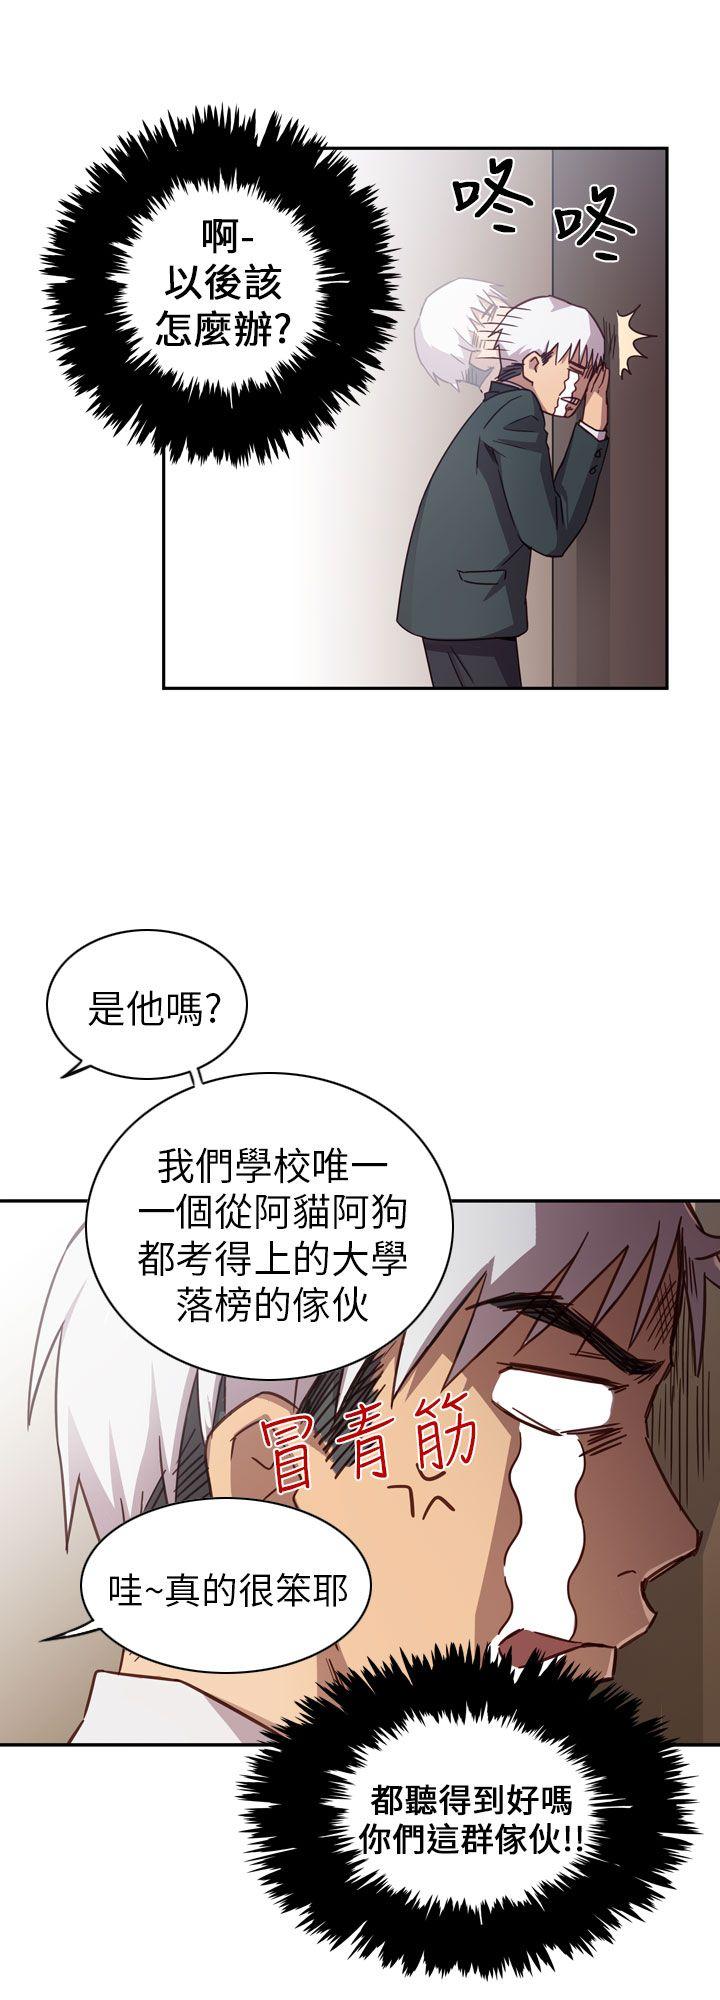 啊-
以後該
怎麼辦?
咚 咚
是他嗎?
我們學校唯一
一個從阿貓阿狗
都考得上的大學
落榜的傢伙
冒青筋
哇~真的很笨耶
都聽得到好嗎
你們這群傢伙!!